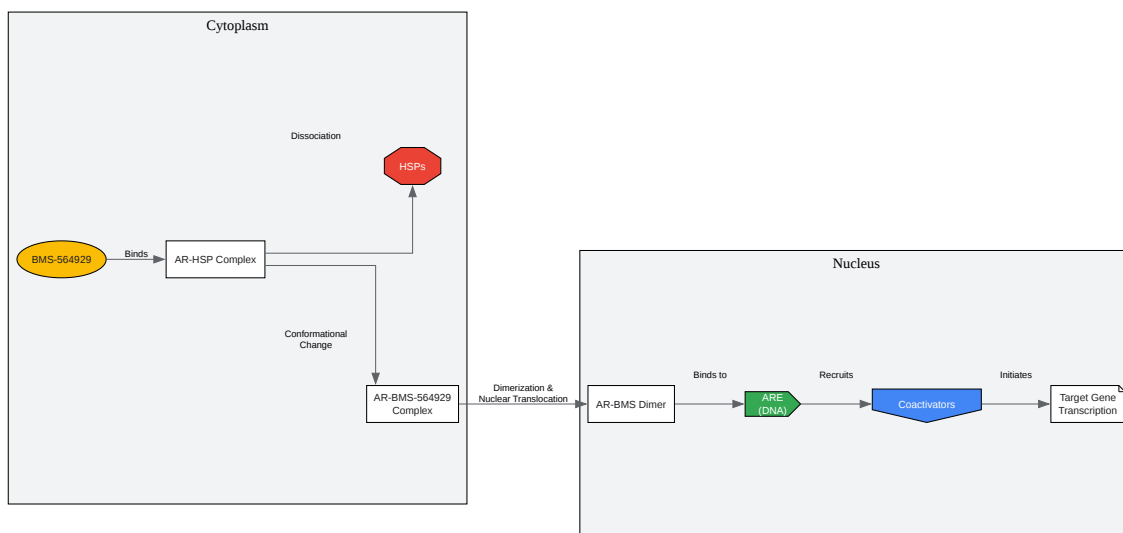 Cytoplasm
Dissociation
HSPs
BMS-564929
Binds
AR-HSP Complex
Conformational
Change
AR-BMS-564929
Complex
Dimerization &
Nuclear Translocation
Nucleus
AR-BMS Dimer
Binds to
ARE
(DNA)
Recruits
Coactivators
Initiates
Target Gene
Transcription